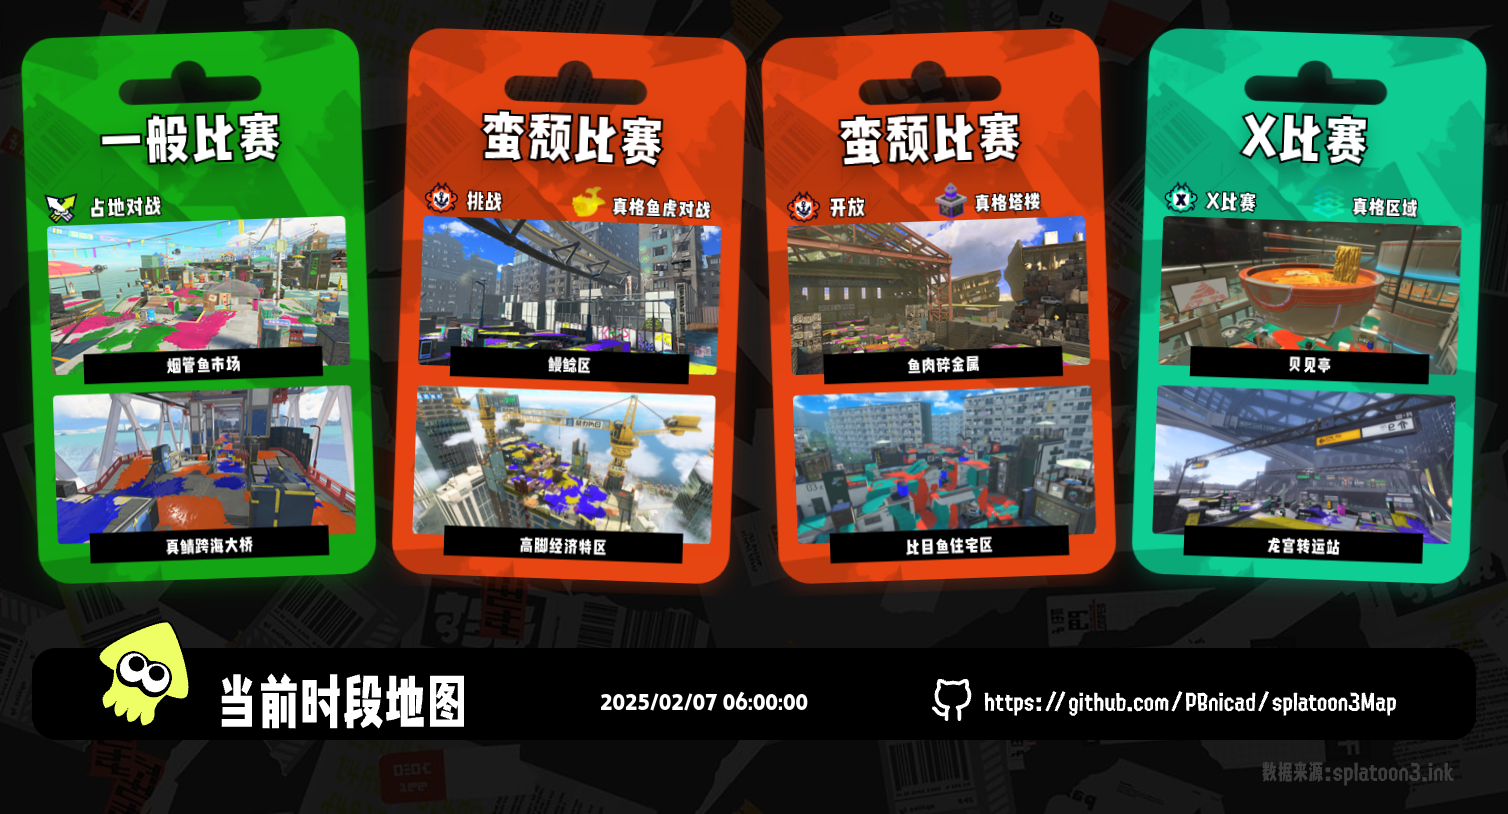 一般比赛
占地对战
烟管鱼市场
真鲭跨海大桥
蛮颓比赛
挑战
真格鱼虎对战
鳗鲶区
高脚经济特区
蛮颓比赛
开放
真格塔楼
鱼肉碎金属
比目鱼住宅区
X比赛
X比赛
真格区域
贝见亭
龙宫转运站
当前时段地图
2025/02/07 06:00:00
https://github.com/PBnicad/splatoon3Map
数据来源:splatoon3.ink